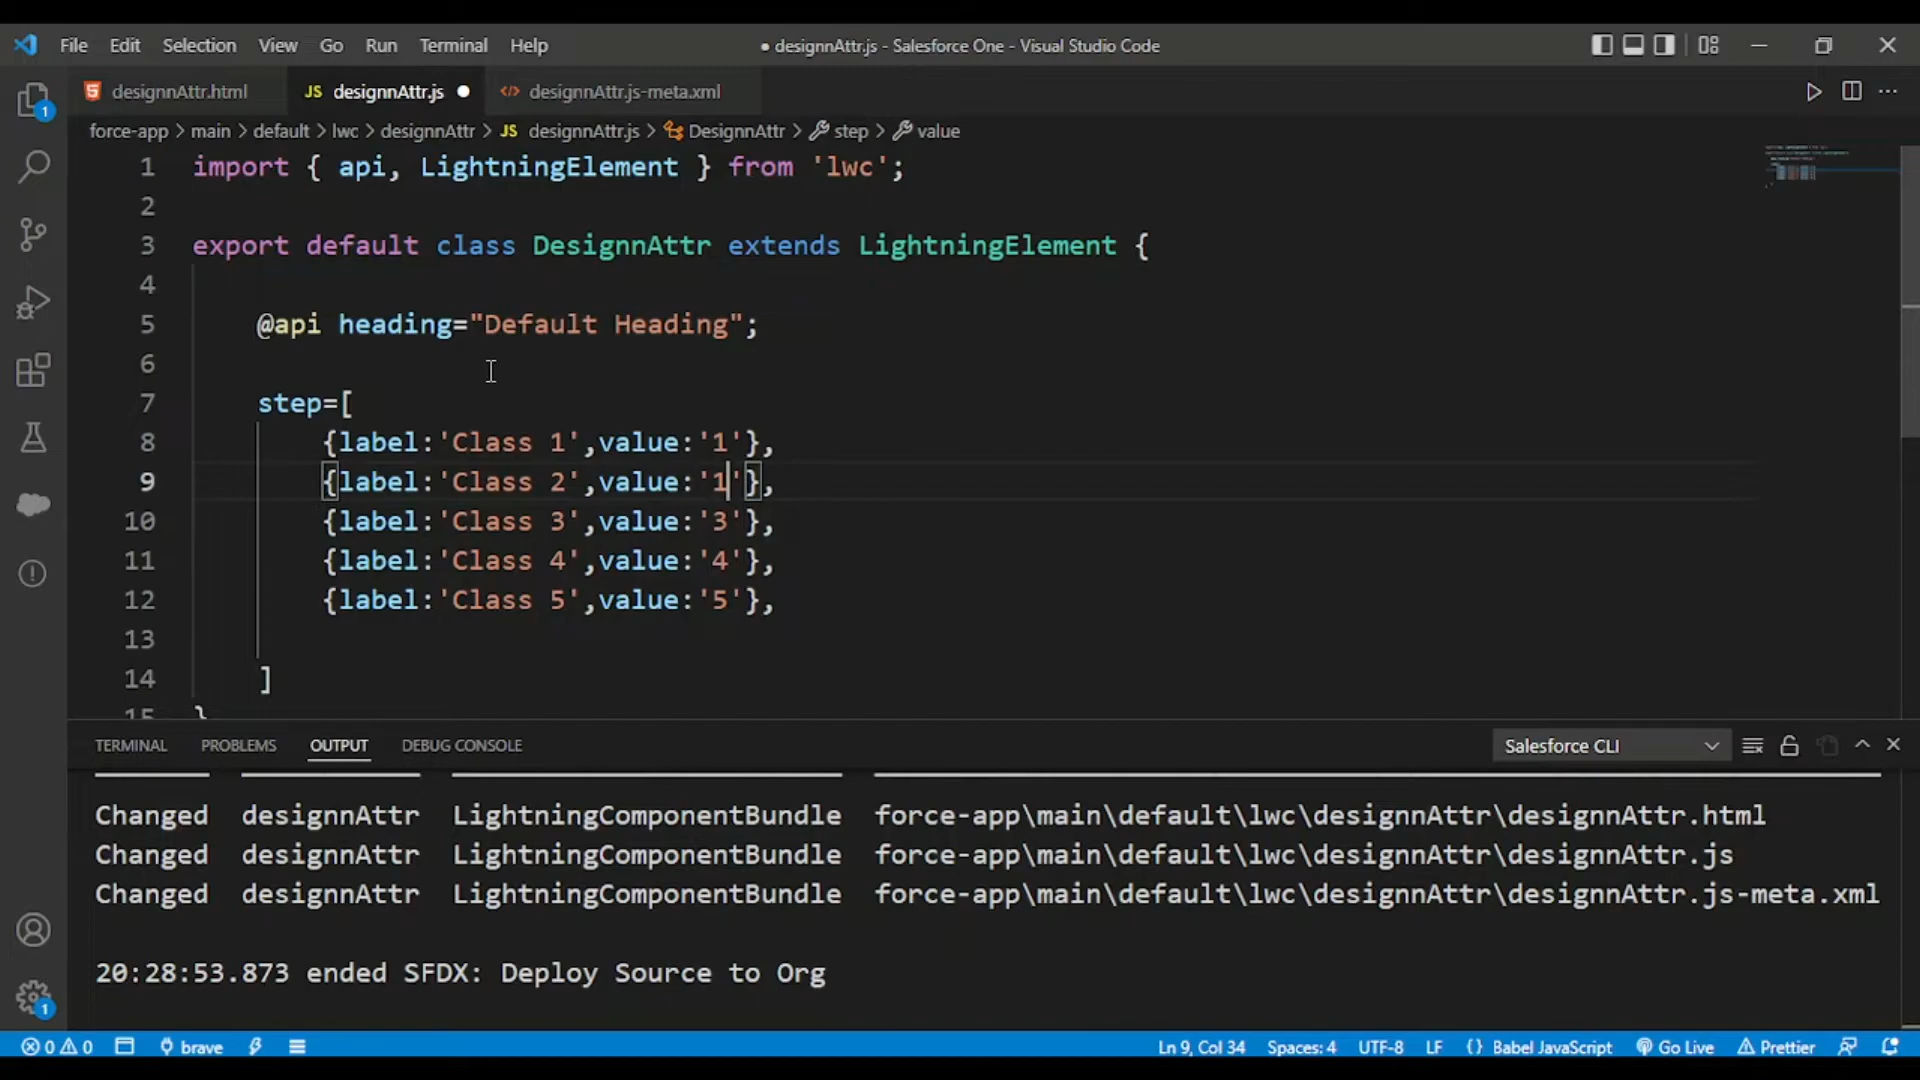 File Edit Selection View Go Run Terminal Help
● designnAttr.js - Salesforce One - Visual Studio Code
designnAttr.html
JS designnAttr.js ●
designnAttr.js-meta.xml
force-app > main > default > lwc > designnAttr > JS designnAttr.js > DesignnAttr > step > value
1 import { api, LightningElement } from 'lwc';
2
3 export default class DesignnAttr extends LightningElement {
4
5 @api heading="Default Heading";
6
7 step=[
8 {label:'Class 1',value:'1'},
9 {label:'Class 2',value:'1'},
10 {label:'Class 3',value:'3'},
11 {label:'Class 4',value:'4'},
12 {label:'Class 5',value:'5'},
13
14 ]
15 }
TERMINAL PROBLEMS OUTPUT DEBUG CONSOLE
Salesforce CLI
Changed designnAttr LightningComponentBundle force-app\main\default\lwc\designnAttr\designnAttr.html
Changed designnAttr LightningComponentBundle force-app\main\default\lwc\designnAttr\designnAttr.js
Changed designnAttr LightningComponentBundle force-app\main\default\lwc\designnAttr\designnAttr.js-meta.xml
20:28:53.873 ended SFDX: Deploy Source to Org
1
1
0 0 brave Ln 9, Col 34 Spaces: 4 UTF-8 LF {} Babel JavaScript Go Live Prettier